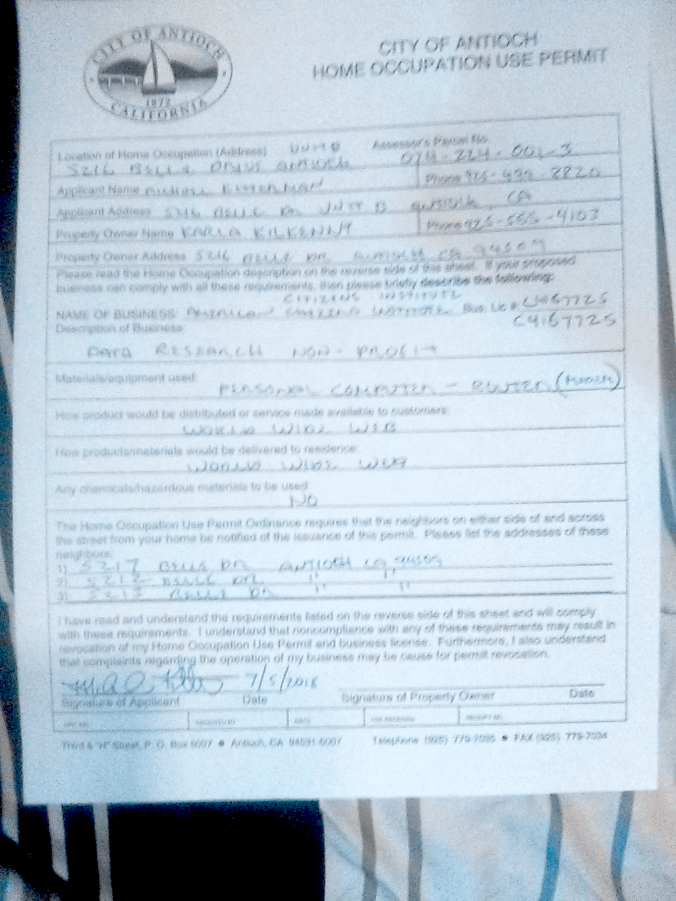 CITY OF ANTIOCH
1872
CALIFORNIA
CITY OF ANTIOCH
HOME OCCUPATION USE PERMIT
Location of Home Occupation (Address) Assessor's Parcel No.
5216 BELLE DRIVE ANTIOCH 074-224-001-3
Applicant Name MICHAEL Phone 925-499-2820
Applicant Address 5216 BELLE DR UNIT B ANTIOCH, CA
Property Owner Name KARLA KILKENNY Phone 925-555-4103
Property Owner Address 5216 BELLE DR ANTIOCH CA 94509
Please read the Home Occupation description on the reverse side of this sheet. If your proposed
business can comply with all these requirements, then please briefly describe the following:
CITIZENS INSTITUTE
NAME OF BUSINESS: AMERICAN CITIZENS INSTITUTE Bus. Lic # C4167725
Description of Business: C4167725
DATA RESEARCH NON-PROFIT
Materials/equipment used:
PERSONAL COMPUTER - ROUTER (MODEM)
How product would be distributed or service made available to customers:
WORLD WIDE WEB
How products/materials would be delivered to residence:
WORLD WIDE WEB
Any chemicals/hazardous materials to be used:
NO
The Home Occupation Use Permit Ordinance requires that the neighbors on either side of and across
the street from your home be notified of the issuance of this permit. Please list the addresses of these
neighbors:
1) 5217 BELLE DR ANTIOCH CA 94509
2) 5212 BELLE DR " "
3) 5213 BELLE DR " "
I have read and understand the requirements listed on the reverse side of this sheet and will comply
with these requirements. I understand that noncompliance with any of these requirements may result in
revocation of my Home Occupation Use Permit and business license. Furthermore, I also understand
that complaints regarding the operation of my business may be cause for permit revocation.
7/5/2018
Signature of Applicant Date Signature of Property Owner Date
Third & "H" Street, P. O. Box 5007 • Antioch, CA 94531-5007 Telephone (925) 779-7035 • FAX (925) 779-7034